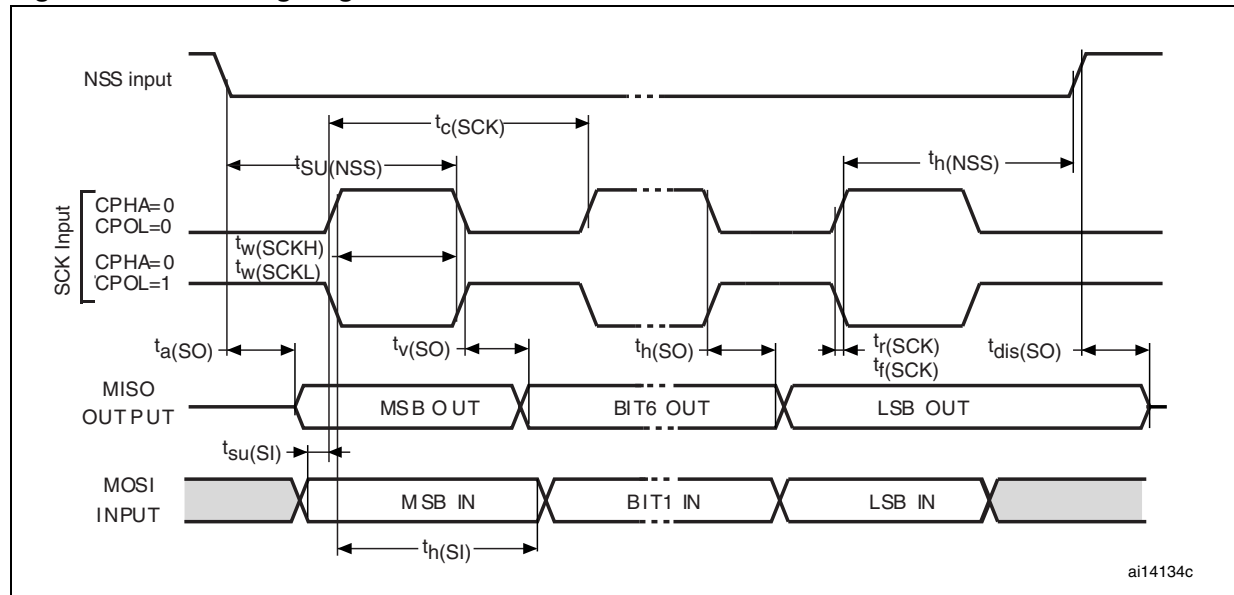 NSS input
tc(SCK)
tSU(NSS)
th(NSS)
SCK Input
CPHA=0
CPOL=0
tw(SCKH)
CPHA=0
tw(SCKL)
CPOL=1
ta(SO)
tv(SO)
th(SO)
tr(SCK)
tf(SCK)
tdis(SO)
MISO
OUTPUT
MSB OUT
BIT6 OUT
LSB OUT
tsu(SI)
MOSI
INPUT
MSB IN
BIT1 IN
LSB IN
th(SI)
ai14134c